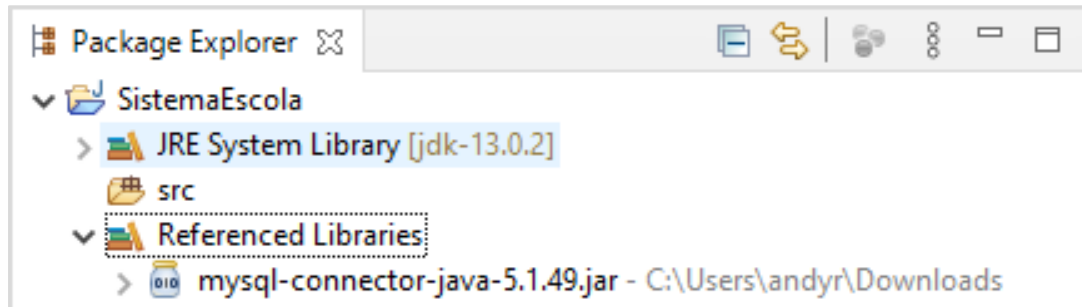 Package Explorer
SistemaEscola
JRE System Library [jdk-13.0.2]
src
Referenced Libraries
mysql-connector-java-5.1.49.jar - C:\Users\andyr\Downloads